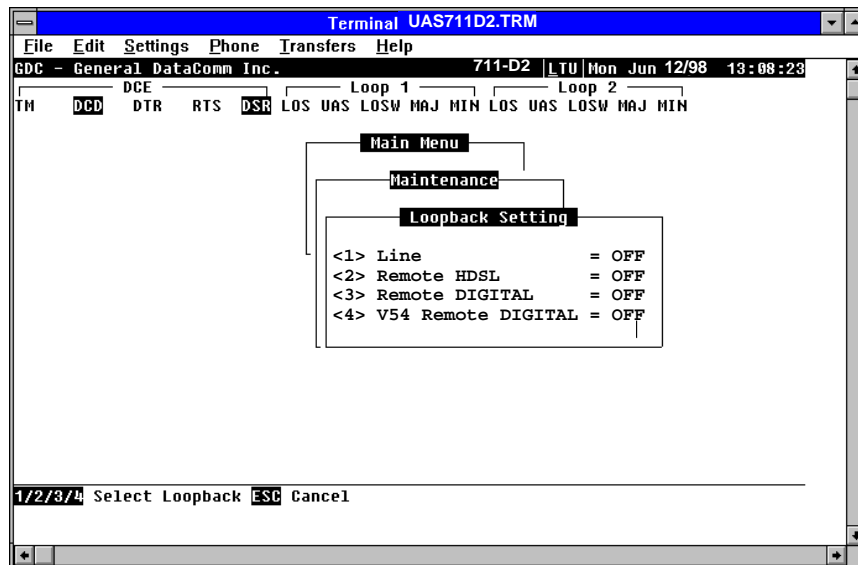 Terminal UAS711D2.TRM
File Edit Settings Phone Transfers Help
GDC - General DataComm Inc. 711-D2 LTU Mon Jun 12/98 13:08:23
DCE Loop 1 Loop 2
TM DCD DTR RTS DSR LOS UAS LOSW MAJ MIN LOS UAS LOSW MAJ MIN
Main Menu
Maintenance
Loopback Setting
<1> Line = OFF
<2> Remote HDSL = OFF
<3> Remote DIGITAL = OFF
<4> V54 Remote DIGITAL = OFF
1/2/3/4 Select Loopback ESC Cancel